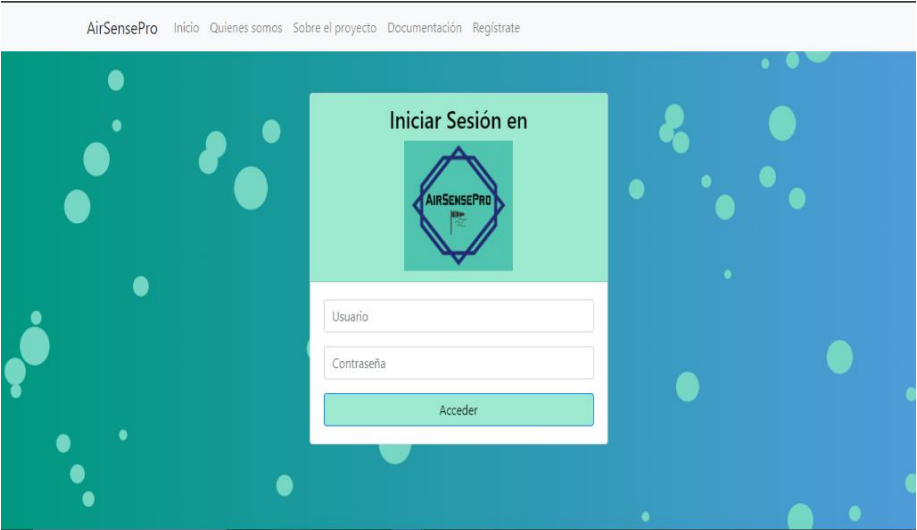 AirSensePro Inicio Quienes somos Sobre el proyecto Documentación Regístrate
Iniciar Sesión en
AIRSENSEPRO
Usuario
Contraseña
Acceder